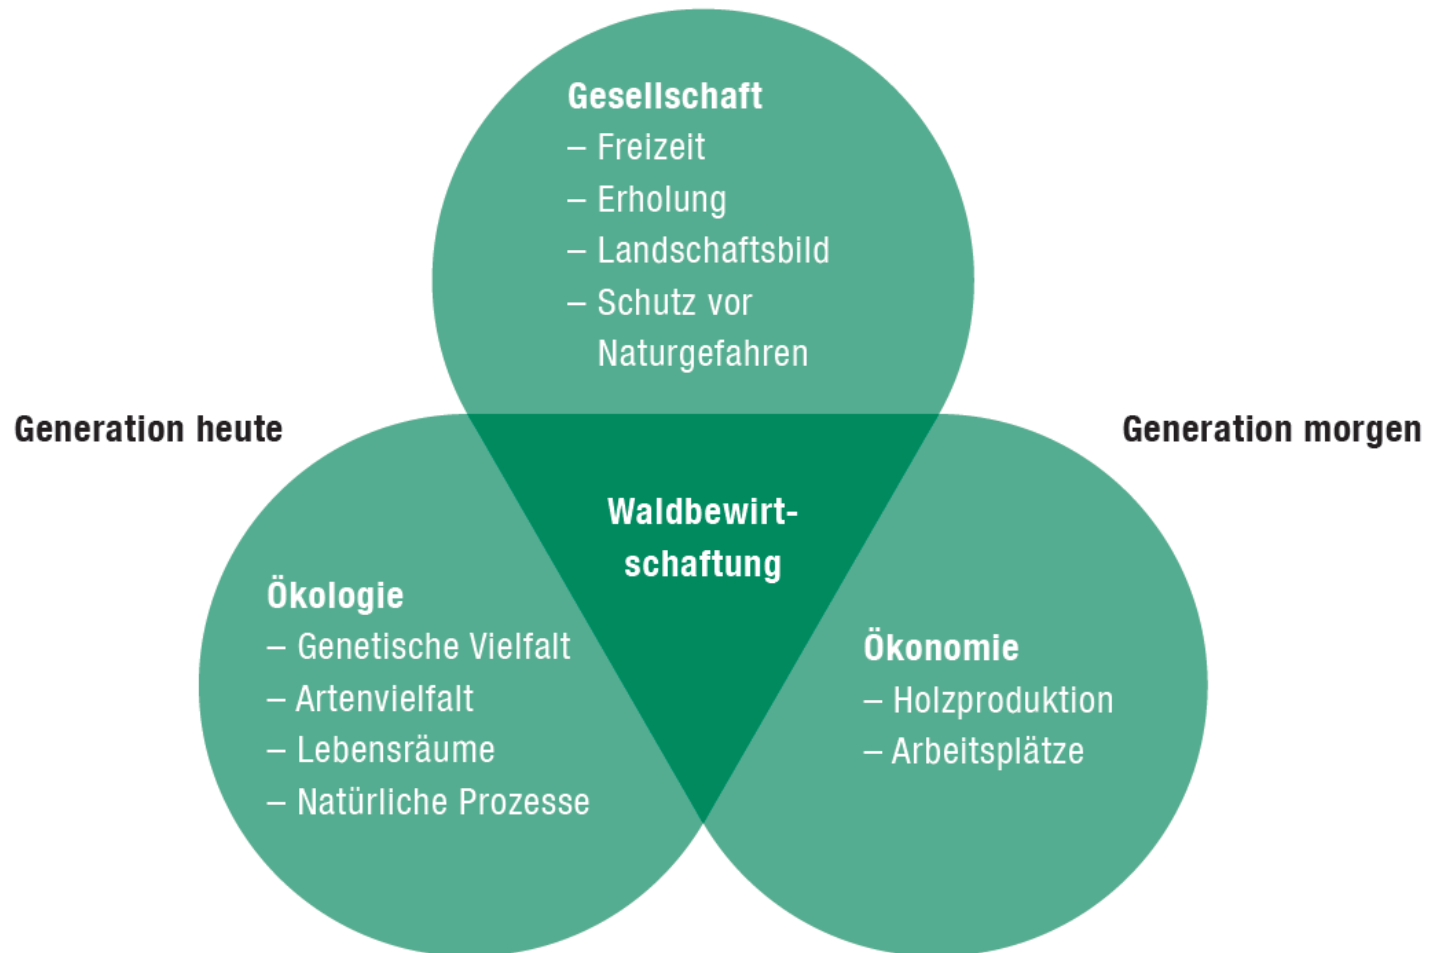 Gesellschaft
– Freizeit
– Erholung
– Landschaftsbild
– Schutz vor
Naturgefahren
Generation heute
Generation morgen
Waldbewirt-
schaftung
Ökologie
– Genetische Vielfalt
– Artenvielfalt
– Lebensräume
– Natürliche Prozesse
Ökonomie
– Holzproduktion
– Arbeitsplätze